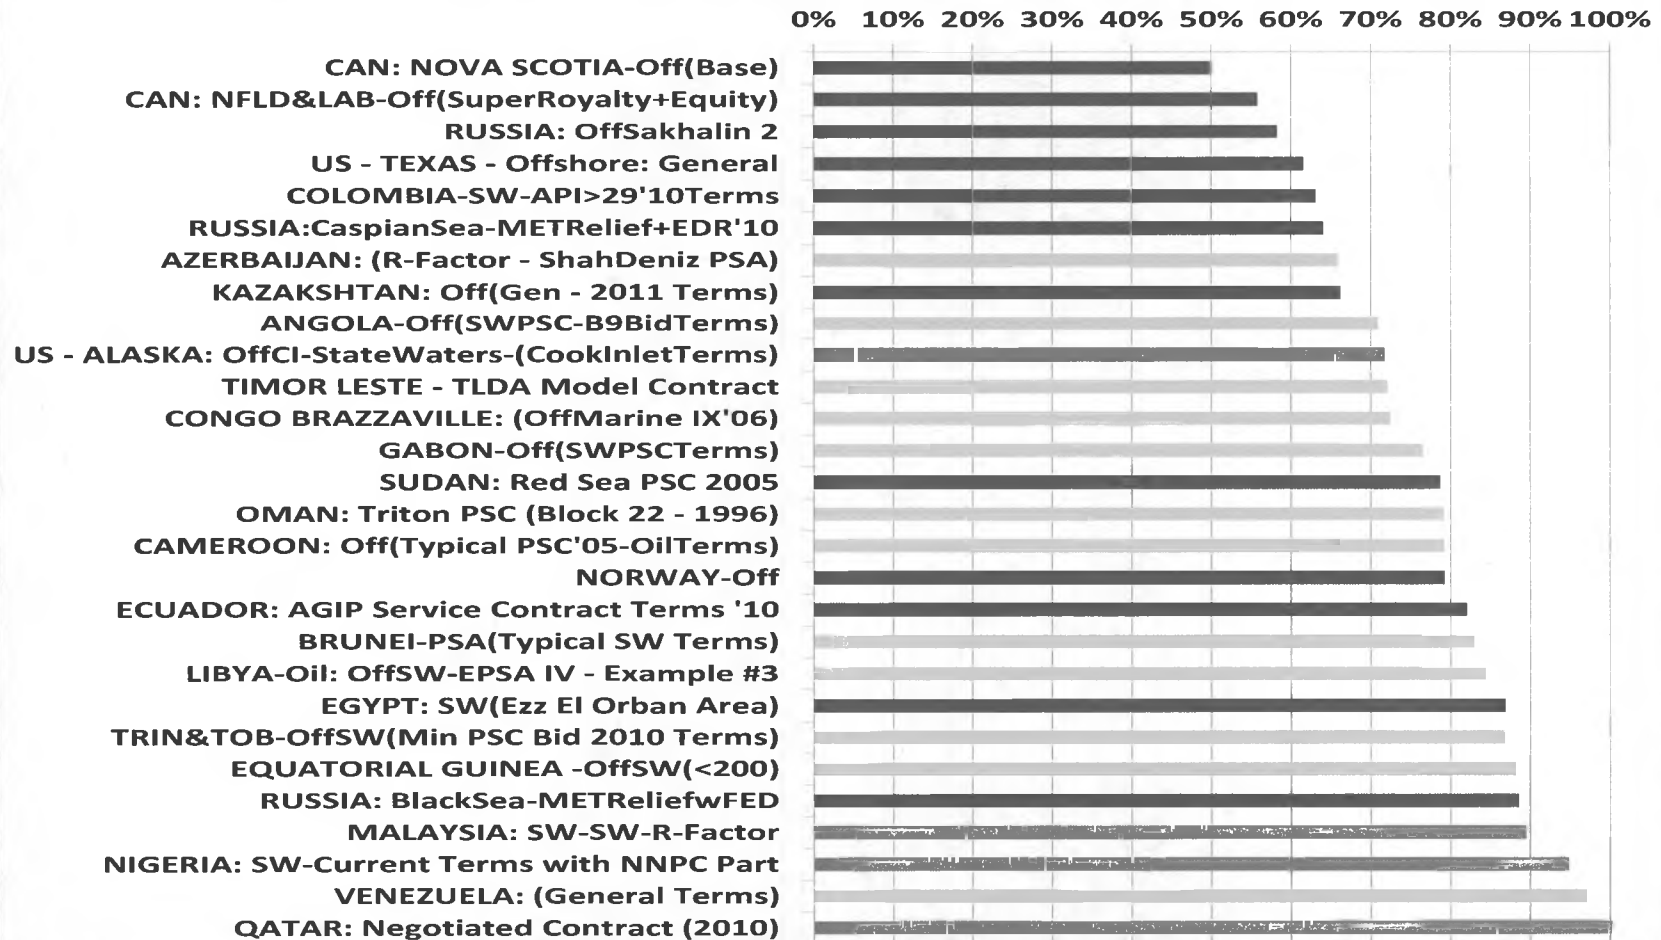 0% 10% 20% 30% 40% 50% 60% 70% 80% 90% 100%
CAN: NOVA SCOTIA-Off(Base)
CAN: NFLD&LAB-Off(SuperRoyalty+Equity)
RUSSIA: OffSakhalin 2
US - TEXAS - Offshore: General
COLOMBIA-SW-API>29'10Terms
RUSSIA:CaspianSea-METRelief+EDR'10
AZERBAIJAN: (R-Factor - ShahDeniz PSA)
KAZAKSHTAN: Off(Gen - 2011 Terms)
ANGOLA-Off(SWPSC-B9BidTerms)
US - ALASKA: OffCI-StateWaters-(CookInletTerms)
TIMOR LESTE - TLDA Model Contract
CONGO BRAZZAVILLE: (OffMarine IX'06)
GABON-Off(SWPSCTerms)
SUDAN: Red Sea PSC 2005
OMAN: Triton PSC (Block 22 - 1996)
CAMEROON: Off(Typical PSC'05-OilTerms)
NORWAY-Off
ECUADOR: AGIP Service Contract Terms '10
BRUNEI-PSA(Typical SW Terms)
LIBYA-Oil: OffSW-EPSA IV - Example #3
EGYPT: SW(Ezz El Orban Area)
TRIN&TOB-OffSW(Min PSC Bid 2010 Terms)
EQUATORIAL GUINEA -OffSW(<200)
RUSSIA: BlackSea-METReliefwFED
MALAYSIA: SW-SW-R-Factor
NIGERIA: SW-Current Terms with NNPC Part
VENEZUELA: (General Terms)
QATAR: Negotiated Contract (2010)